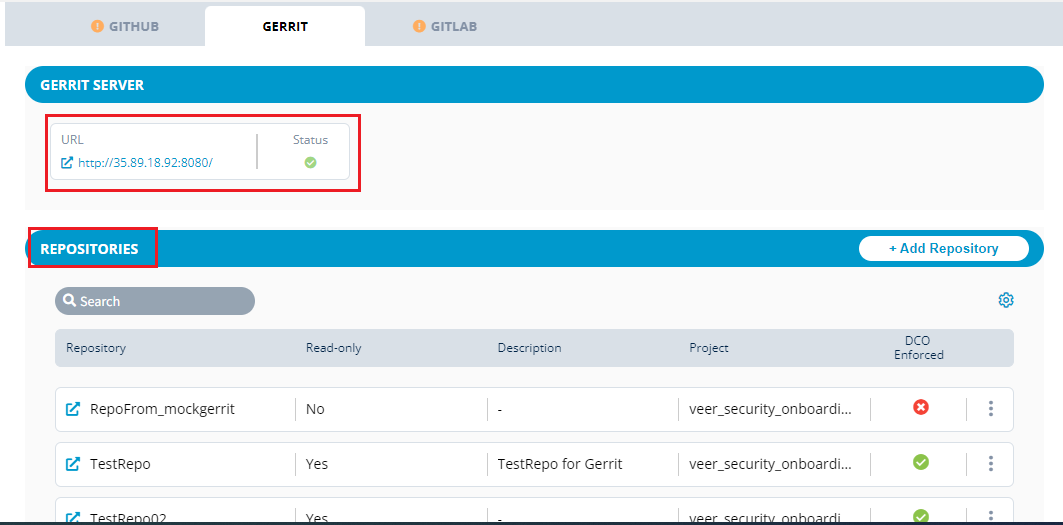 GITHUB
GERRIT
GITLAB
GERRIT SERVER
URL
Status
http://35.89.18.92:8080/
REPOSITORIES
+ Add Repository
Search
Repository
Read-only
Description
Project
DCO
Enforced
RepoFrom_mockgerrit
No
-
veer_security_onboardi...
TestRepo
Yes
TestRepo for Gerrit
veer_security_onboardi...
TestRepo02
Yes
-
veer_security_onboardi...